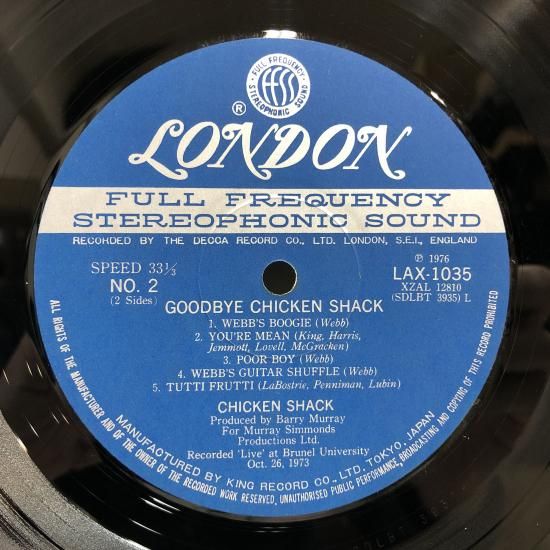 FULL FREQUENCY
ffss
STEREOPHONIC SOUND
® LONDON
FULL FREQUENCY
STEREOPHONIC SOUND
RECORDED BY THE DECCA RECORD CO., LTD. LONDON, S.E.I., ENGLAND
SPEED 33⅓
NO. 2
(2 Sides)
℗ 1976
LAX-1035
XZAL 12810
(SDLBT 3935) L
GOODBYE CHICKEN SHACK
1. WEBB'S BOOGIE (Webb)
2. YOU'RE MEAN (King, Harris,
Jemmott, Lovell, McGracken)
3. POOR BOY (Webb)
4. WEBB'S GUITAR SHUFFLE (Webb)
5. TUTTI FRUTTI (LaBostrie, Penniman, Lubin)
CHICKEN SHACK
Produced by Barry Murray
For Murray Simmonds
Productions Ltd.
Recorded 'Live' at Brunel University
Oct. 26, 1973
MANUFACTURED BY KING RECORD CO., LTD, TOKYO, JAPAN
ALL RIGHTS OF THE MANUFACTURER AND OF THE OWNER OF THE RECORDED WORK RESERVED, UNAUTHORISED PUBLIC PERFORMANCE, BROADCASTING AND COPYING OF THIS RECORD PROHIBITED